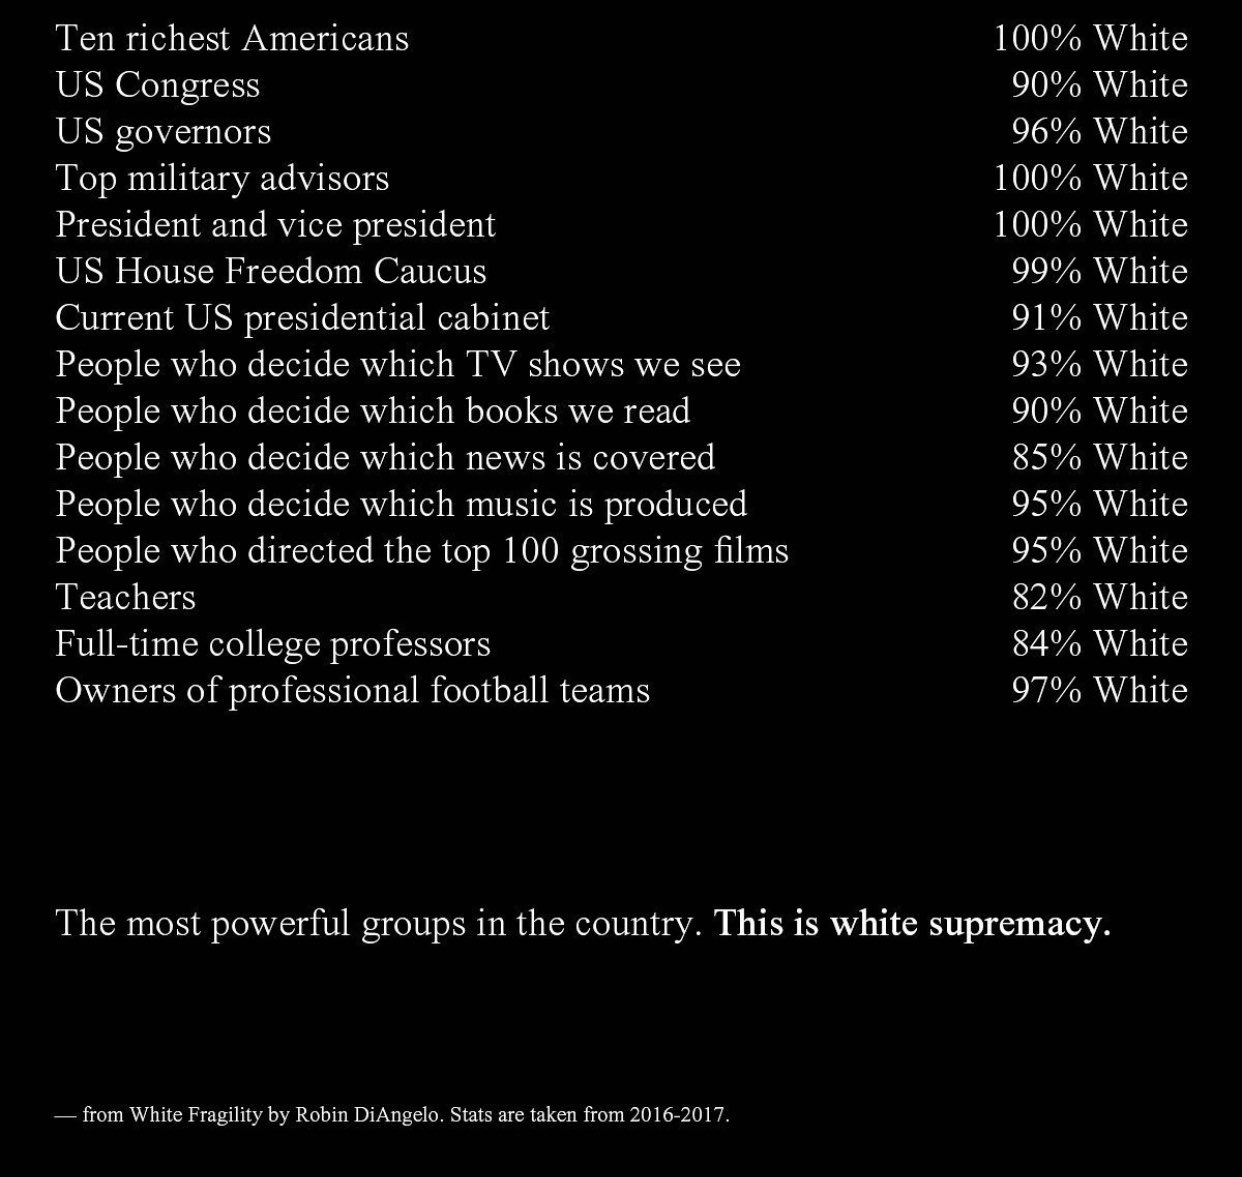 Ten richest Americans 100% White
US Congress 90% White
US governors 96% White
Top military advisors 100% White
President and vice president 100% White
US House Freedom Caucus 99% White
Current US presidential cabinet 91% White
People who decide which TV shows we see 93% White
People who decide which books we read 90% White
People who decide which news is covered 85% White
People who decide which music is produced 95% White
People who directed the top 100 grossing films 95% White
Teachers 82% White
Full-time college professors 84% White
Owners of professional football teams 97% White
The most powerful groups in the country. This is white supremacy.
— from White Fragility by Robin DiAngelo. Stats are taken from 2016-2017.